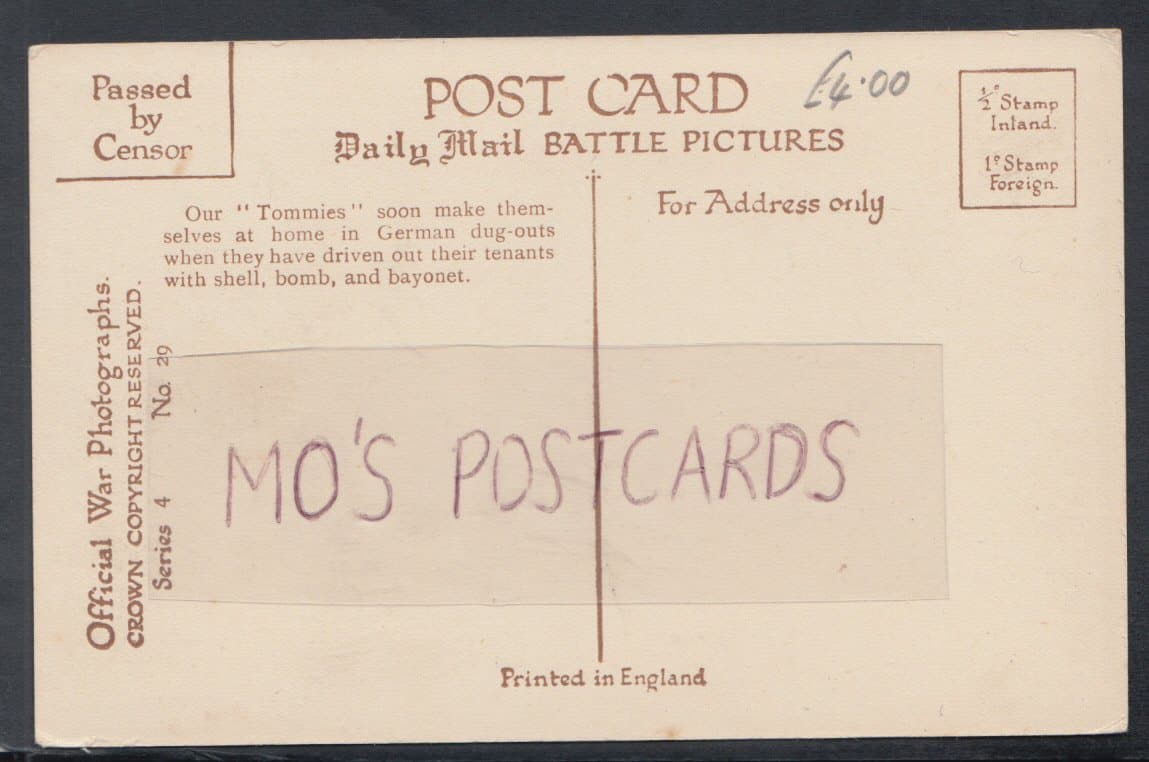 Passed
by
Censor
POST CARD
£4.00
Daily Mail BATTLE PICTURES
½ᴰ Stamp
Inland.
1ᴰ Stamp
Foreign.
For Address only
Our "Tommies" soon make them-
selves at home in German dug-outs
when they have driven out their tenants
with shell, bomb, and bayonet.
Official War Photographs.
CROWN COPYRIGHT RESERVED.
Series 4 No. 29
MO'S POSTCARDS
Printed in England